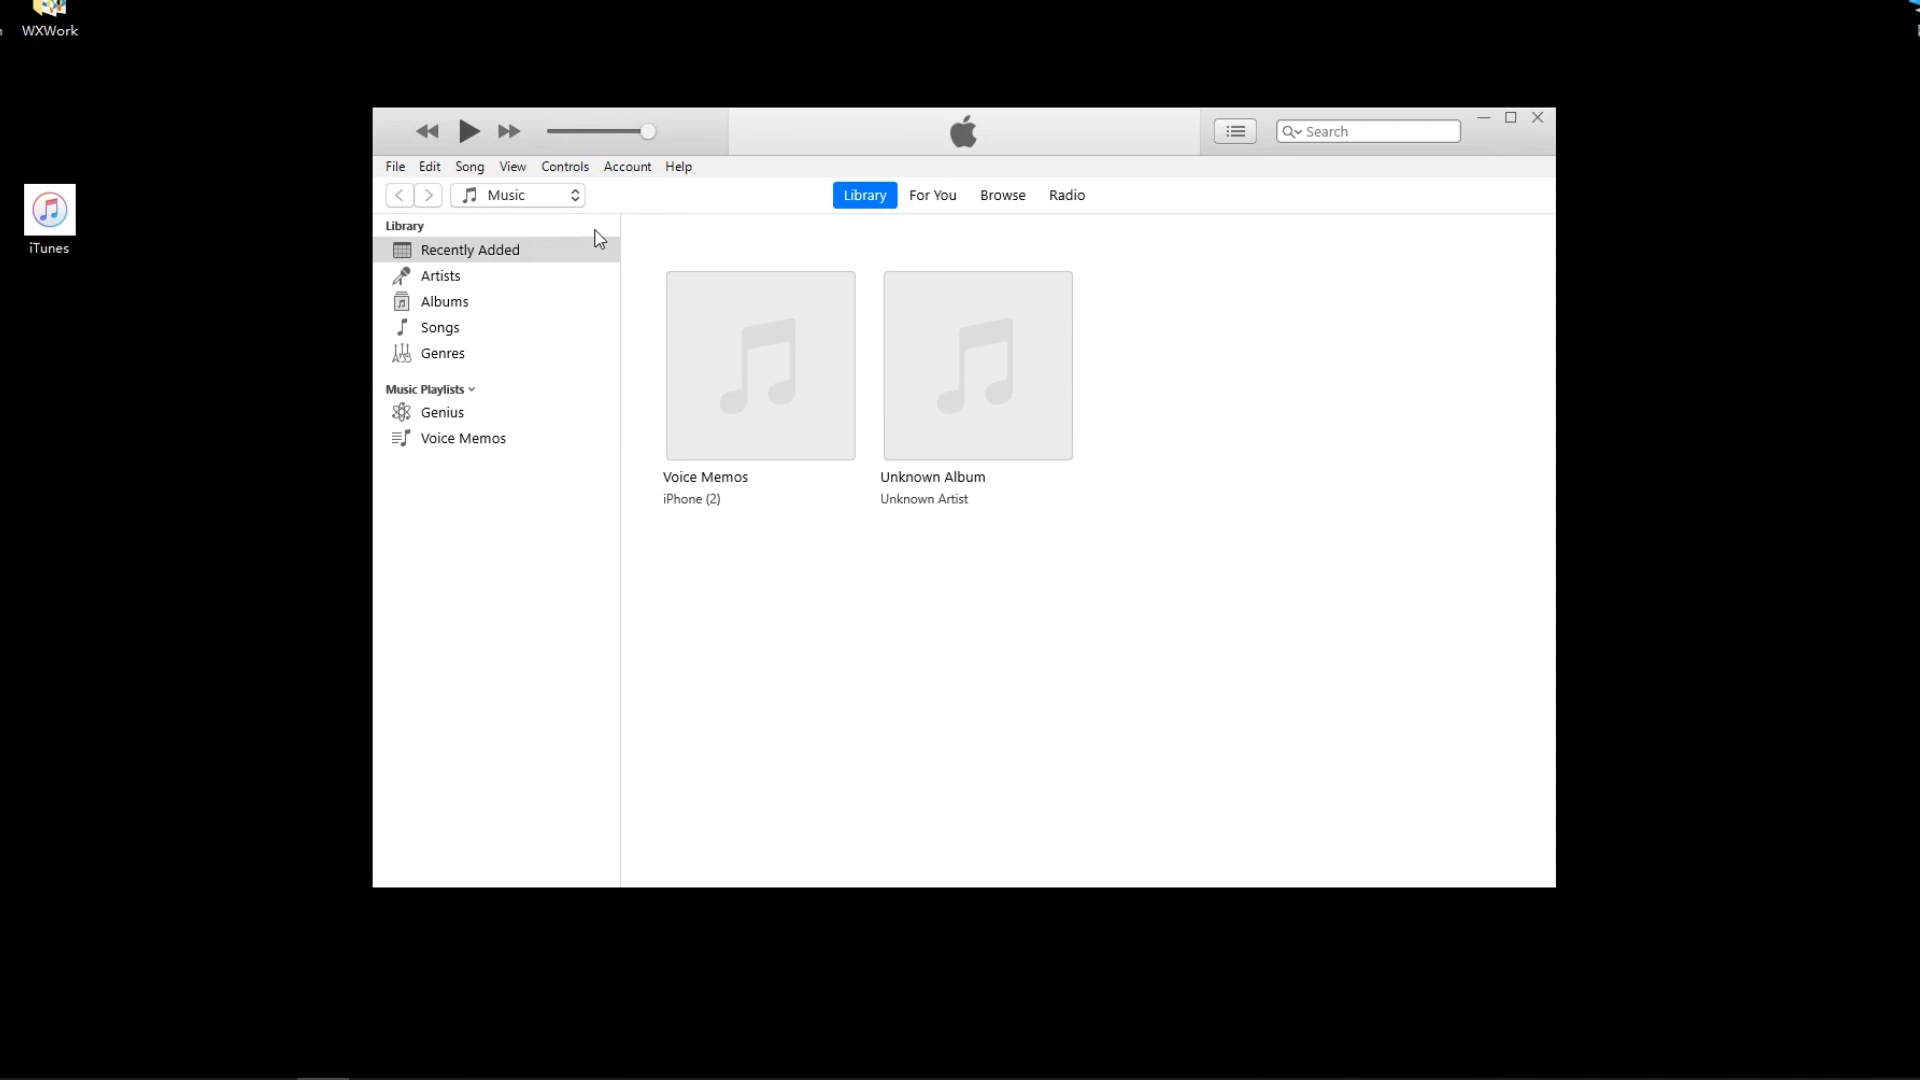 WXWork
iTunes
Search
File Edit Song View Controls Account Help
Music
Library For You Browse Radio
Library
Recently Added
Artists
Albums
Songs
Genres
Music Playlists
Genius
Voice Memos
Voice Memos
iPhone (2)
Unknown Album
Unknown Artist